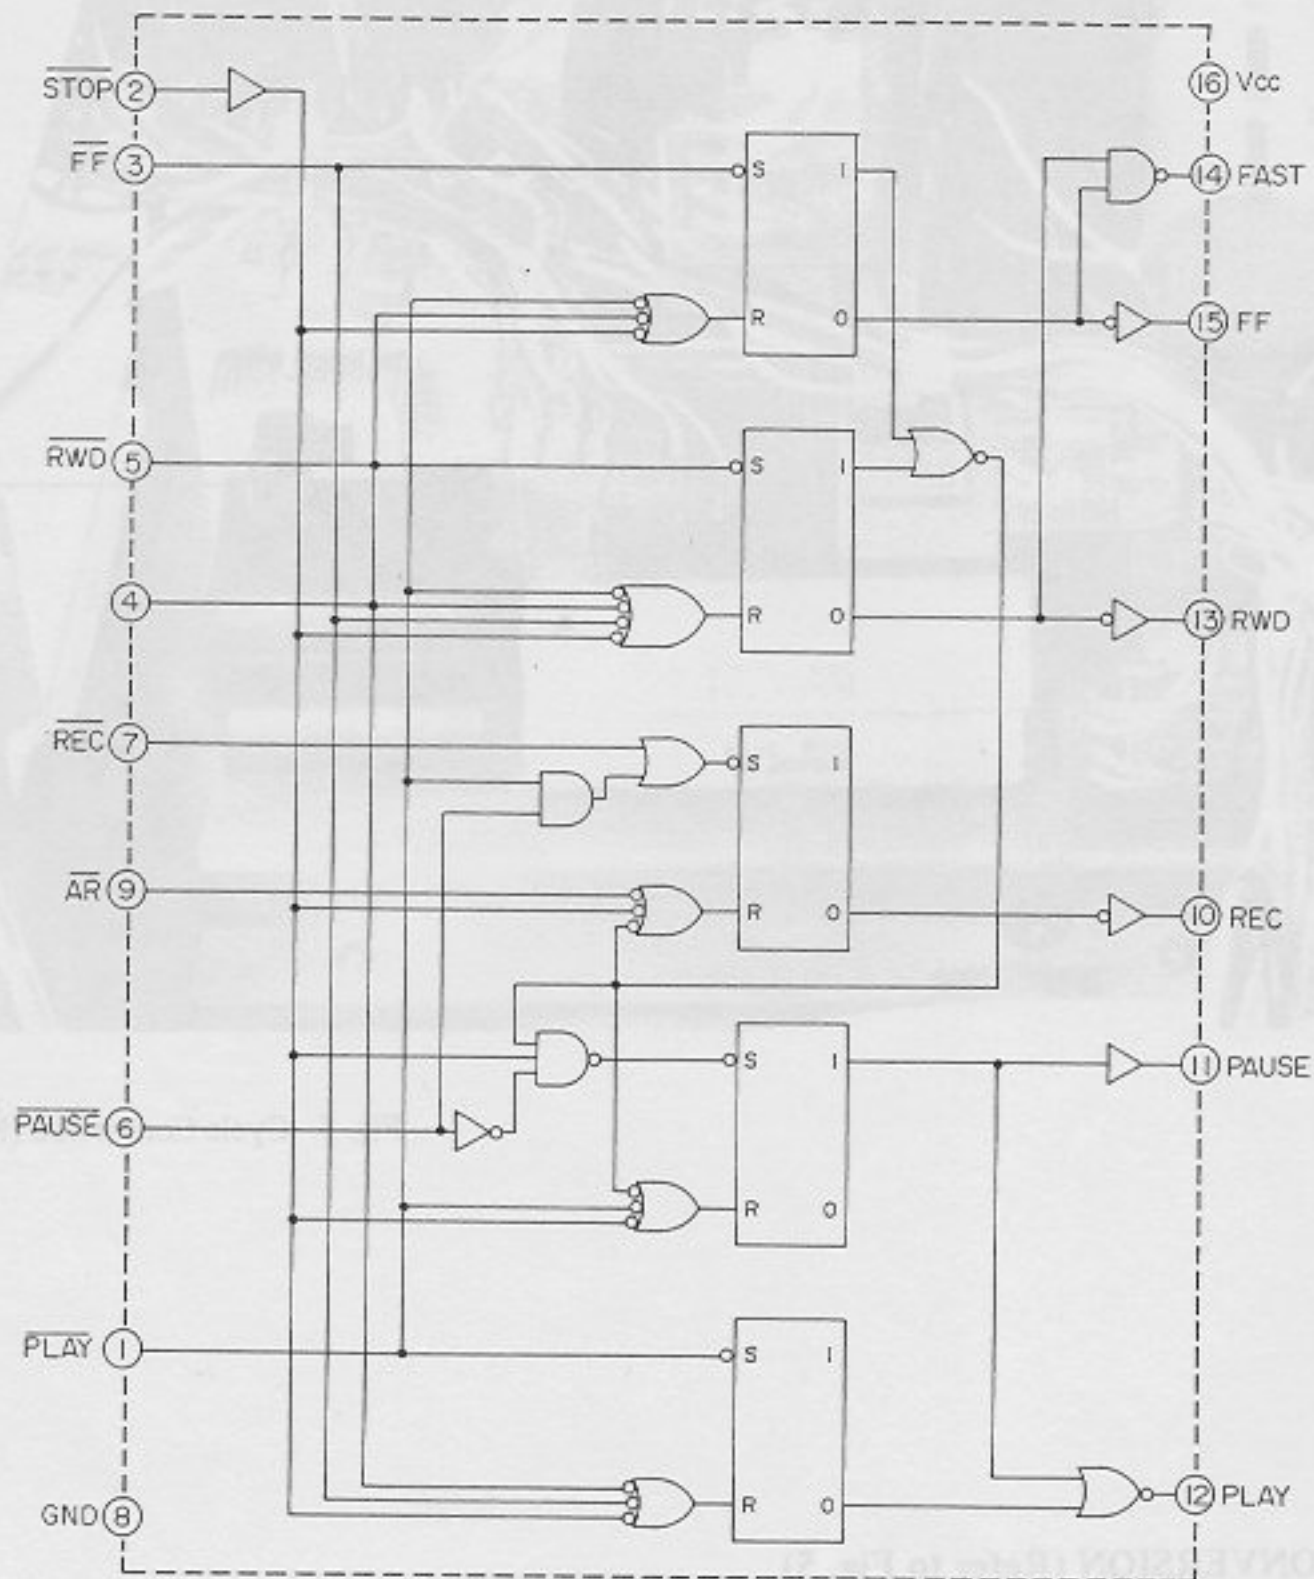 STOP 2
16 Vcc
FF 3
S 1
14 FAST
R 0
15 FF
RWD 5
S 1
4
R 0
13 RWD
REC 7
S 1
AR 9
R 0
10 REC
S 1
11 PAUSE
PAUSE 6
R 0
PLAY 1
S 1
GND 8
R 0
12 PLAY